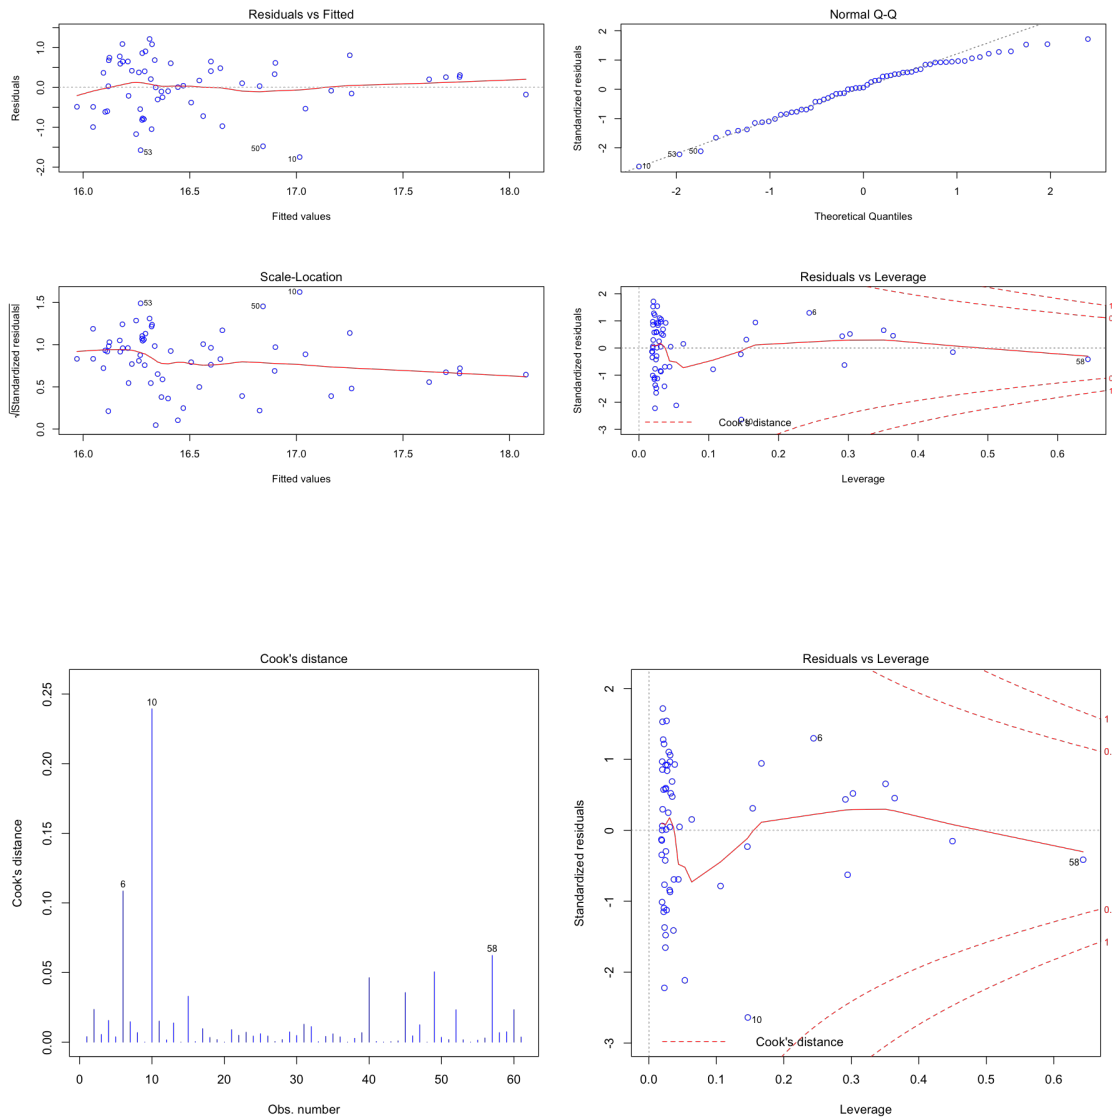 Residuals vs Fitted
Residuals
1.0
0.0
-1.0
-2.0
53
50
10
16.0 16.5 17.0 17.5 18.0
Fitted values
Normal Q-Q
Standardized residuals
2
1
0
-2
10
53
50
-2 -1 0 1 2
Theoretical Quantiles
Scale-Location
√|Standardized residuals|
1.5
1.0
0.5
0.0
53
50
10
16.0 16.5 17.0 17.5 18.0
Fitted values
Residuals vs Leverage
Standardized residuals
2
1
0
-1
-2
-3
6
58
10
1
0.
0.
1
Cook's distance
0.0 0.1 0.2 0.3 0.4 0.5 0.6
Leverage
Cook's distance
Cook's distance
0.25
0.20
0.15
0.10
0.05
0.00
10
6
58
0 10 20 30 40 50 60
Obs. number
Residuals vs Leverage
Standardized residuals
2
1
0
-1
-2
-3
6
58
10
1
0.
0.
1
Cook's distance
0.0 0.1 0.2 0.3 0.4 0.5 0.6
Leverage